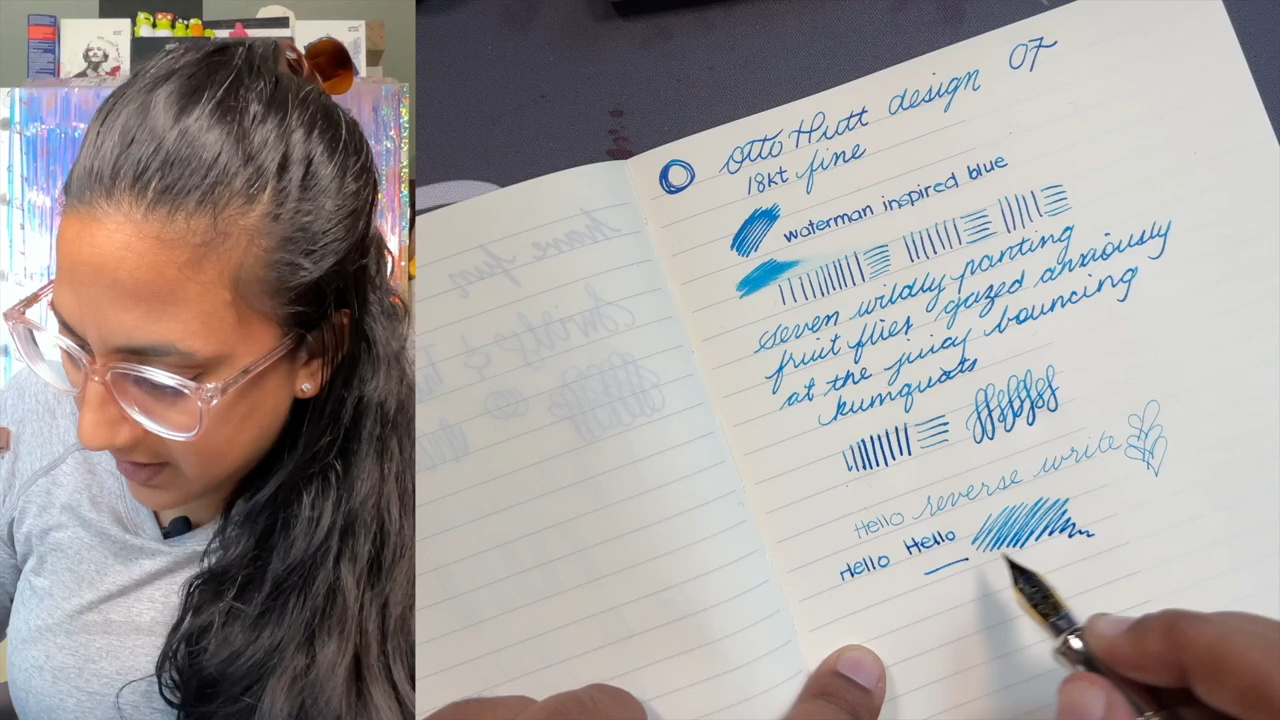 otto Hutt design 07
18kt fine
waterman inspired blue
seven wildly panting
fruit flies gazed anxiously
at the juicy bouncing
kumquats
Hello reverse write
Hello Hello